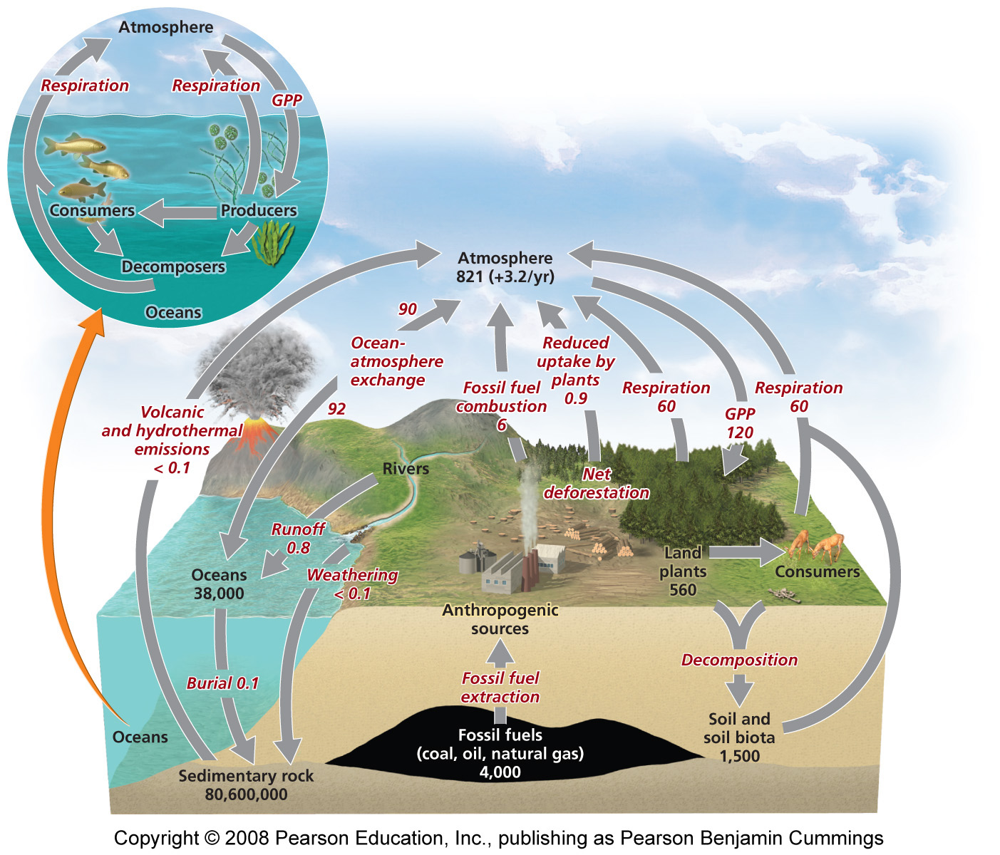 Atmosphere
Respiration
Respiration
GPP
Consumers
Producers
Decomposers
Oceans
Atmosphere
821 (+3.2/yr)
90
Ocean-
atmosphere
exchange
92
Reduced
uptake by
plants
0.9
Fossil fuel
combustion
6
Respiration
60
Respiration
60
GPP
120
Volcanic
and hydrothermal
emissions
< 0.1
Rivers
Net
deforestation
Runoff
0.8
Oceans
38,000
Weathering
< 0.1
Land
plants
560
Consumers
Anthropogenic
sources
Decomposition
Burial 0.1
Fossil fuel
extraction
Oceans
Soil and
soil biota
1,500
Fossil fuels
(coal, oil, natural gas)
4,000
Sedimentary rock
80,600,000
Copyright © 2008 Pearson Education, Inc., publishing as Pearson Benjamin Cummings